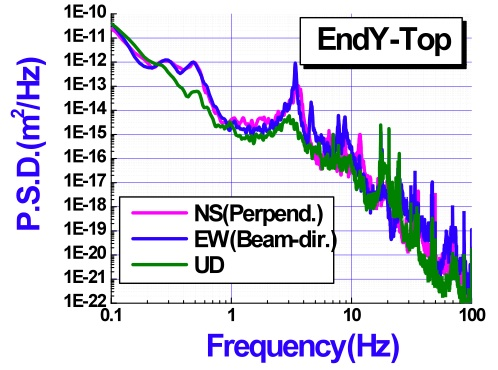 EndY-Top
P.S.D.(m²/Hz)
1E-10
1E-11
1E-12
1E-13
1E-14
1E-15
1E-16
1E-17
1E-18
1E-19
1E-20
1E-21
1E-22
NS(Perpend.)
EW(Beam-dir.)
UD
0.1
1
10
100
Frequency(Hz)